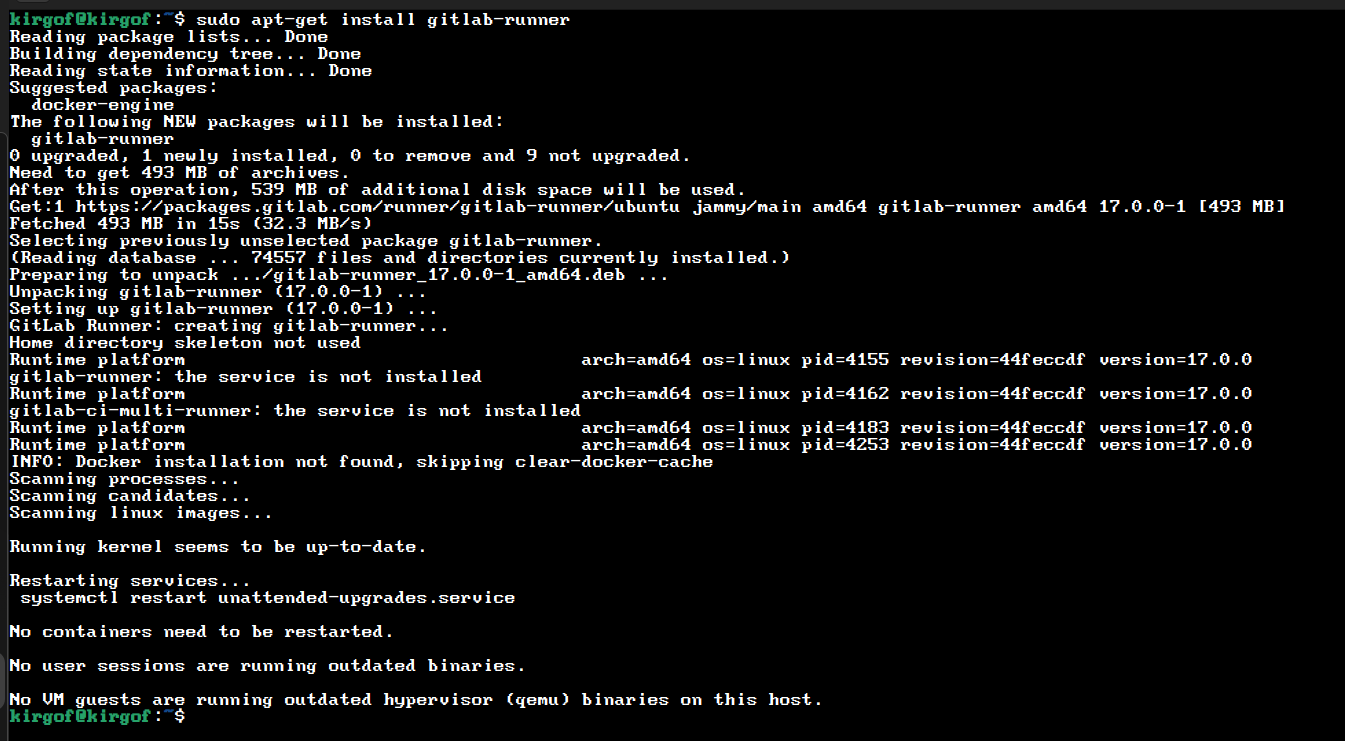 kirgof@kirgof:~$ sudo apt-get install gitlab-runner
Reading package lists... Done
Building dependency tree... Done
Reading state information... Done
Suggested packages:
  docker-engine
The following NEW packages will be installed:
  gitlab-runner
0 upgraded, 1 newly installed, 0 to remove and 9 not upgraded.
Need to get 493 MB of archives.
After this operation, 539 MB of additional disk space will be used.
Get:1 https://packages.gitlab.com/runner/gitlab-runner/ubuntu jammy/main amd64 gitlab-runner amd64 17.0.0-1 [493 MB]
Fetched 493 MB in 15s (32.3 MB/s)
Selecting previously unselected package gitlab-runner.
(Reading database ... 74557 files and directories currently installed.)
Preparing to unpack .../gitlab-runner_17.0.0-1_amd64.deb ...
Unpacking gitlab-runner (17.0.0-1) ...
Setting up gitlab-runner (17.0.0-1) ...
GitLab Runner: creating gitlab-runner...
Home directory skeleton not used
Runtime platform                                    arch=amd64 os=linux pid=4155 revision=44feccdf version=17.0.0
gitlab-runner: the service is not installed
Runtime platform                                    arch=amd64 os=linux pid=4162 revision=44feccdf version=17.0.0
gitlab-ci-multi-runner: the service is not installed
Runtime platform                                    arch=amd64 os=linux pid=4183 revision=44feccdf version=17.0.0
Runtime platform                                    arch=amd64 os=linux pid=4253 revision=44feccdf version=17.0.0
INFO: Docker installation not found, skipping clear-docker-cache
Scanning processes...
Scanning candidates...
Scanning linux images...

Running kernel seems to be up-to-date.

Restarting services...
 systemctl restart unattended-upgrades.service

No containers need to be restarted.

No user sessions are running outdated binaries.

No VM guests are running outdated hypervisor (qemu) binaries on this host.
kirgof@kirgof:~$